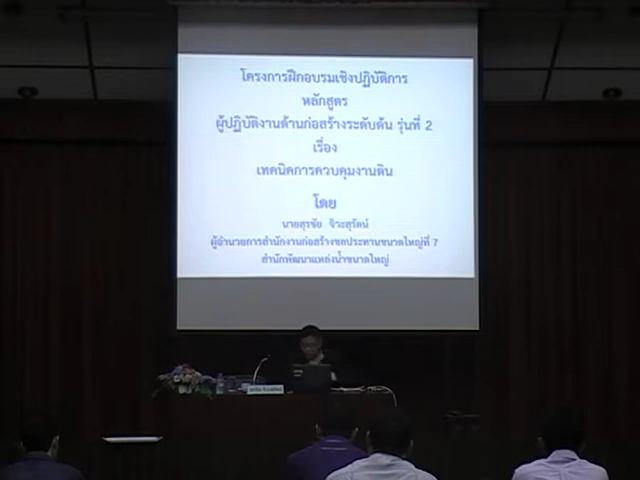 โครงการฝึกอบรมเชิงปฏิบัติการ
หลักสูตร
ผู้ปฏิบัติงานด้านก่อสร้างระดับต้น รุ่นที่ 2
เรื่อง
เทคนิคการควบคุมงานดิน
โดย
นายสุรชัย จิวะสุรัตน์
ผู้อำนวยการสำนักงานก่อสร้างชลประทานขนาดใหญ่ที่ 7
สำนักพัฒนาแหล่งน้ำขนาดใหญ่